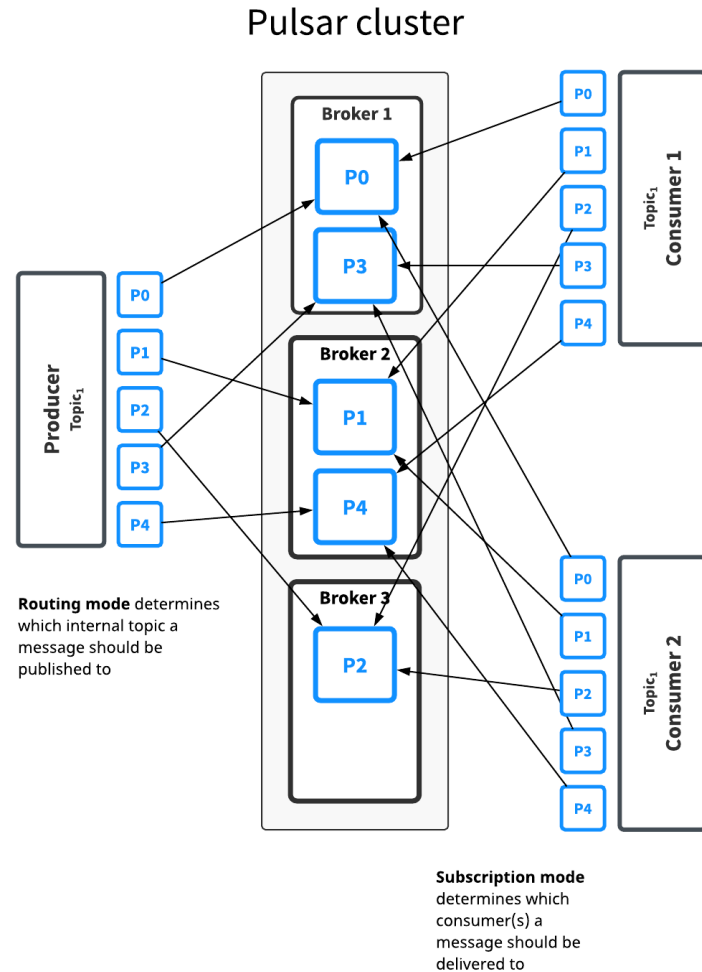 Pulsar cluster
Broker 1
P0
P3
Broker 2
P1
P4
Broker 3
P2
Producer
Topic1
P0
P1
P2
P3
P4
Routing mode determines
which internal topic a
message should be
published to
P0
P1
P2
P3
P4
Topic1
Consumer 1
P0
P1
P2
P3
P4
Topic1
Consumer 2
Subscription mode
determines which
consumer(s) a
message should be
delivered to